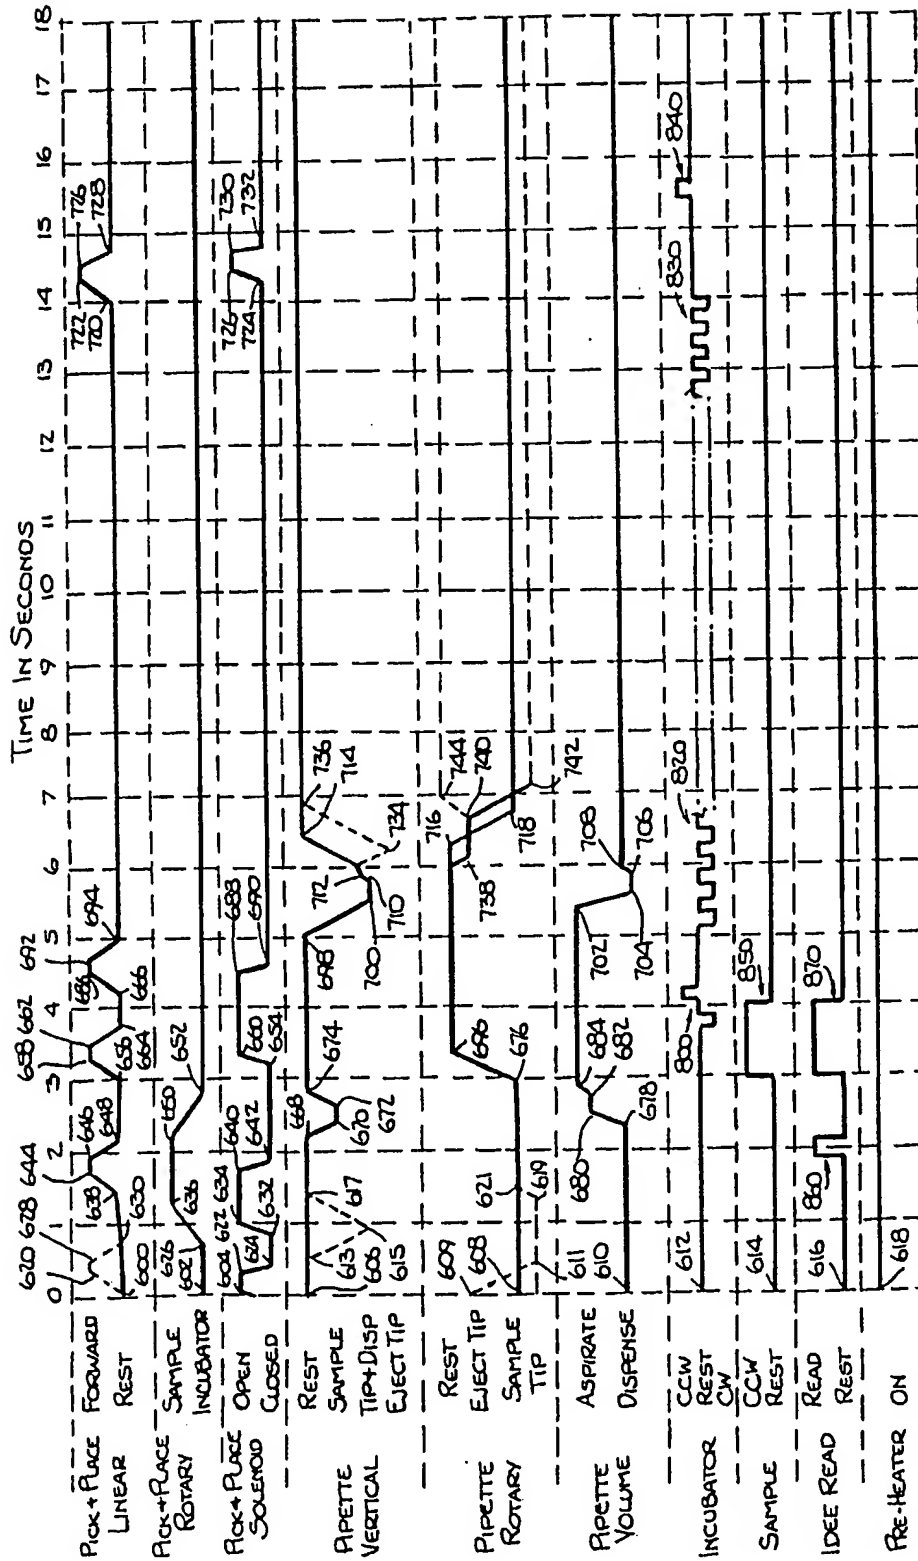 TIME IN SECONDS
0 1 2 3 4 5 6 7 8 9 10 11 12 13 14 15 16 17 18
PICK+PLACE LINEAR
FORWARD
REST
600 620 628 630 638 644 646 648 656 658 664 662 666 686 692 694 720 722 726 728
PICK+PLACE ROTARY
SAMPLE
INCUBATOR
602 626 636 650 652
PICK+PLACE SOLENOID
OPEN
CLOSED
604 624 622 634 632 640 642 660 654 688 690 726 724 730 732
PIPETTE VERTICAL
REST
SAMPLE
TIP+DISP
EJECT TIP
606 613 615 617 668 670 672 674 698 700 712 710 734 714 736
PIPETTE ROTARY
REST
EJECT TIP
SAMPLE
TIP
609 608 611 621 619 676 696 738 716 718 740 744 742
PIPETTE VOLUME
ASPIRATE
DISPENSE
610 680 678 682 684 702 704 708 706
INCUBATOR
CCW
REST
CW
612 800 820 830 840
SAMPLE
CCW
REST
614 850
IDEE READ
READ
REST
616 860 870
PRE-HEATER ON
618